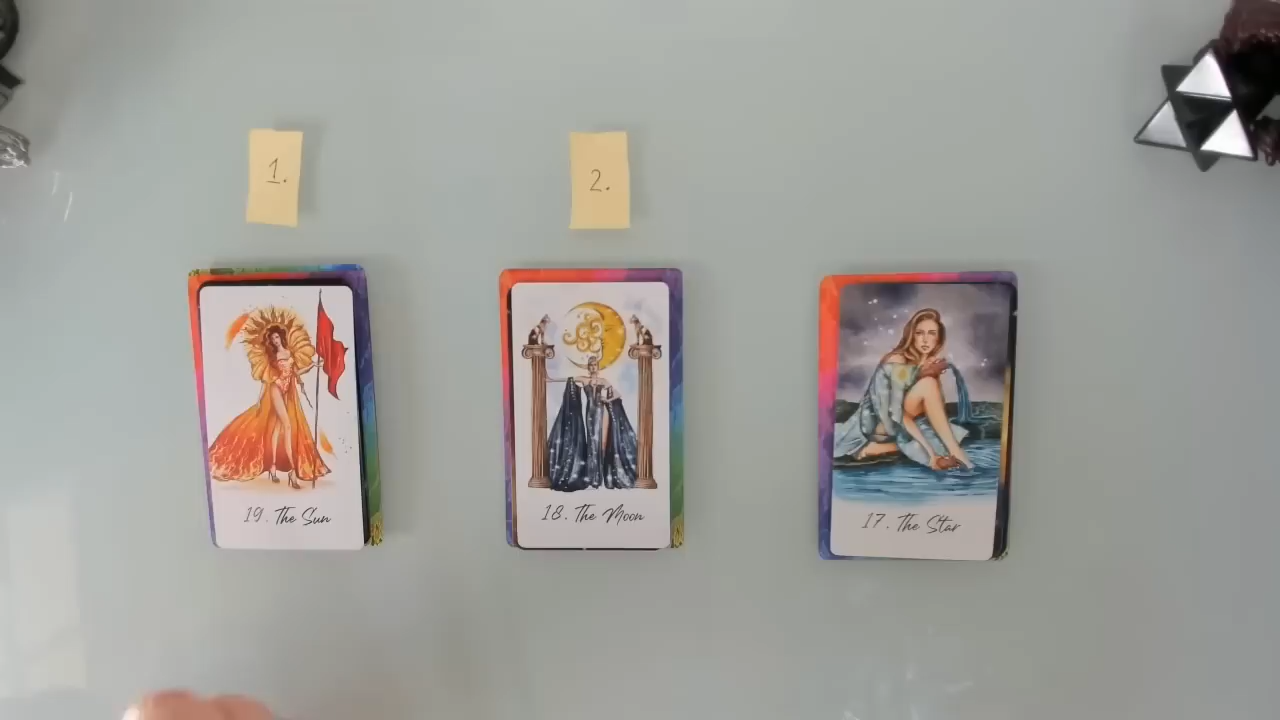 1.
2.
19. The Sun
18. The Moon
17. The Star